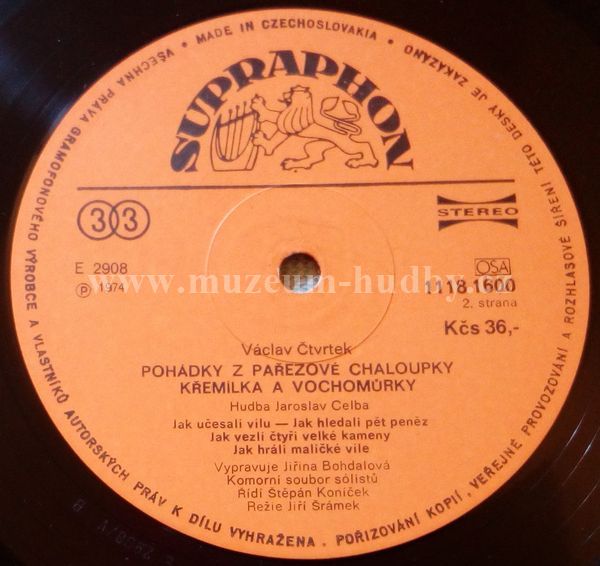 VŠECHNA PRÁVA GRAMOFONOVÉHO VÝROBCE A VLASTNÍKŮ AUTORSKÝCH PRÁV K DÍLU VYHRAŽENA. POŘIZOVÁNÍ KOPIÍ, VEŘEJNÉ PROVOZOVÁNÍ A ROZHLASOVÉ ŠÍŘENÍ TÉTO DESKY JE ZAKÁZÁNO
• MADE IN CZECHOSLOVAKIA •
SUPRAPHON
33
STEREO
E 2908
OSA
Ⓟ 1974
1118 1600
www.muzeum-hudby.
2. strana
Kčs 36,-
Václav Čtvrtek
POHÁDKY Z PAŘEZOVÉ CHALOUPKY
KŘEMÍLKA A VOCHOMŮRKY
Hudba Jaroslav Celba
Jak učesali vílu — Jak hledali pět peněz
Jak vezli čtyři velké kameny
Jak hráli maličké víle
Vypravuje Jiřina Bohdalová
Komorní soubor sólistů
Řídí Štěpán Koníček
Režie Jiří Šrámek